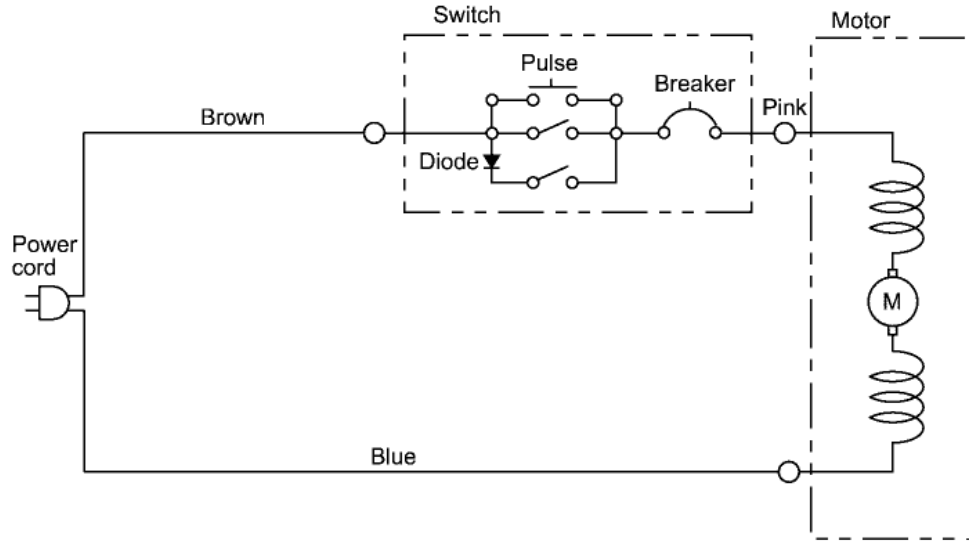 Switch
Motor
Pulse
Breaker
Pink
Brown
Diode
Power
cord
M
Blue